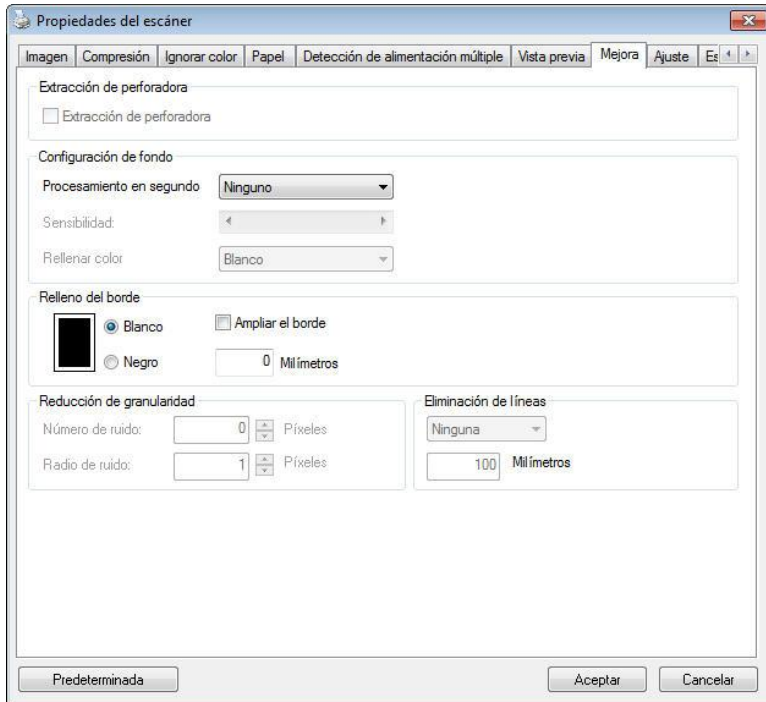 Propiedades del escáner
Imagen Compresión Ignorar color Papel Detección de alimentación múltiple Vista previa Mejora Ajuste Es
Extracción de perforadora
Extracción de perforadora
Configuración de fondo
Procesamiento en segundo Ninguno
Sensibilidad:
Rellenar color Blanco
Relleno del borde
Blanco Ampliar el borde
Negro 0 Milímetros
Reducción de granularidad Eliminación de líneas
Número de ruido: 0 Píxeles Ninguna
Radio de ruido: 1 Píxeles 100 Milímetros
Predeterminada Aceptar Cancelar